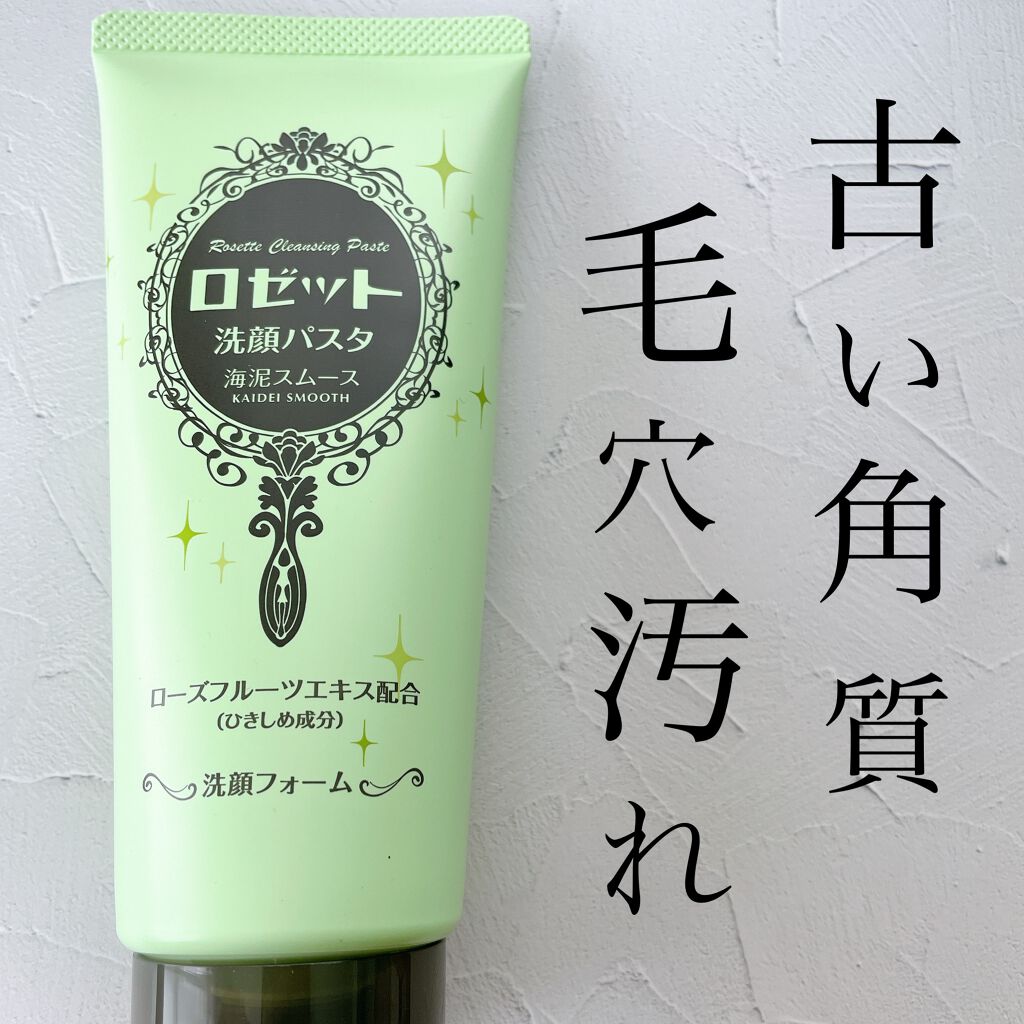 Rosette Cleansing Paste
ロゼット
洗顔パスタ
海泥スムース
KAIDEI SMOOTH
ローズフルーツエキス配合
(ひきしめ成分)
洗顔フォーム
古い角質
毛穴汚れ